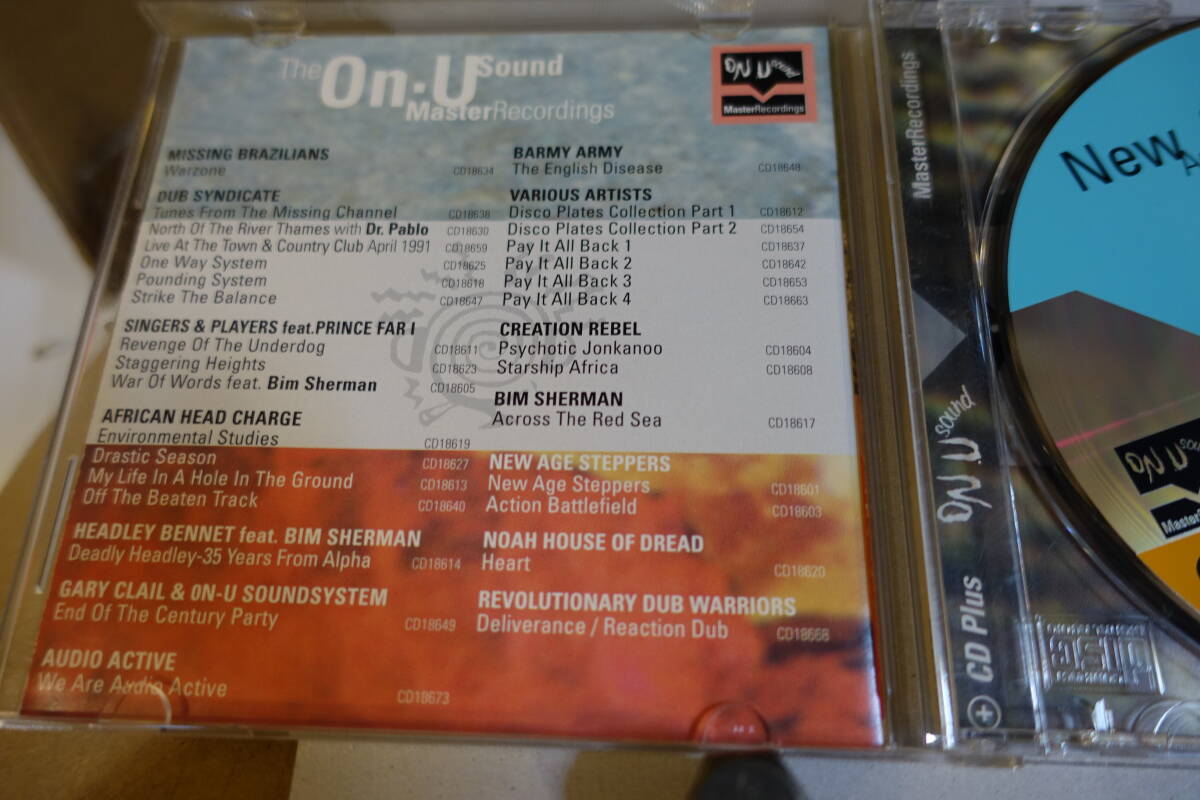 The On-U Sound
MasterRecordings
ON U sound
MasterRecordings
MISSING BRAZILIANS
Warzone CD18634
DUB SYNDICATE
Tunes From The Missing Channel CD18638
North Of The River Thames with Dr. Pablo CD18630
Live At The Town & Country Club April 1991 CD18659
One Way System CD18625
Pounding System CD18618
Strike The Balance CD18647
SINGERS & PLAYERS feat.PRINCE FAR I
Revenge Of The Underdog CD18611
Staggering Heights CD18623
War Of Words feat. Bim Sherman CD18605
AFRICAN HEAD CHARGE
Environmental Studies CD18619
Drastic Season CD18627
My Life In A Hole In The Ground CD18613
Off The Beaten Track CD18640
HEADLEY BENNET feat. BIM SHERMAN
Deadly Headley-35 Years From Alpha CD18614
GARY CLAIL & ON-U SOUNDSYSTEM
End Of The Century Party CD18649
AUDIO ACTIVE
We Are Audio Active CD18673
BARMY ARMY
The English Disease CD18648
VARIOUS ARTISTS
Disco Plates Collection Part 1 CD18612
Disco Plates Collection Part 2 CD18654
Pay It All Back 1 CD18637
Pay It All Back 2 CD18642
Pay It All Back 3 CD18653
Pay It All Back 4 CD18663
CREATION REBEL
Psychotic Jonkanoo CD18604
Starship Africa CD18608
BIM SHERMAN
Across The Red Sea CD18617
NEW AGE STEPPERS
New Age Steppers CD18601
Action Battlefield CD18603
NOAH HOUSE OF DREAD
Heart CD18620
REVOLUTIONARY DUB WARRIORS
Deliverance / Reaction Dub CD18668
MasterRecordings
ON U sound
CD Plus
New
ON U